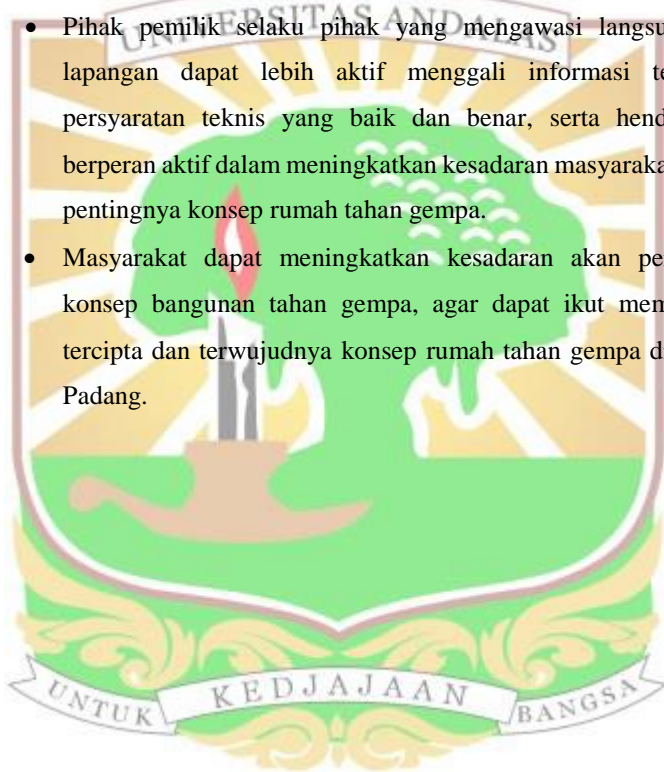 UNIVERSITAS ANDALAS
• Pihak pemilik selaku pihak yang mengawasi langsu
lapangan dapat lebih aktif menggali informasi te
persyaratan teknis yang baik dan benar, serta hend
berperan aktif dalam meningkatkan kesadaran masyaraka
pentingnya konsep rumah tahan gempa.
• Masyarakat dapat meningkatkan kesadaran akan pe
konsep bangunan tahan gempa, agar dapat ikut mem
tercipta dan terwujudnya konsep rumah tahan gempa d
Padang.
UNTUK KEDJAJAAN BANGSA